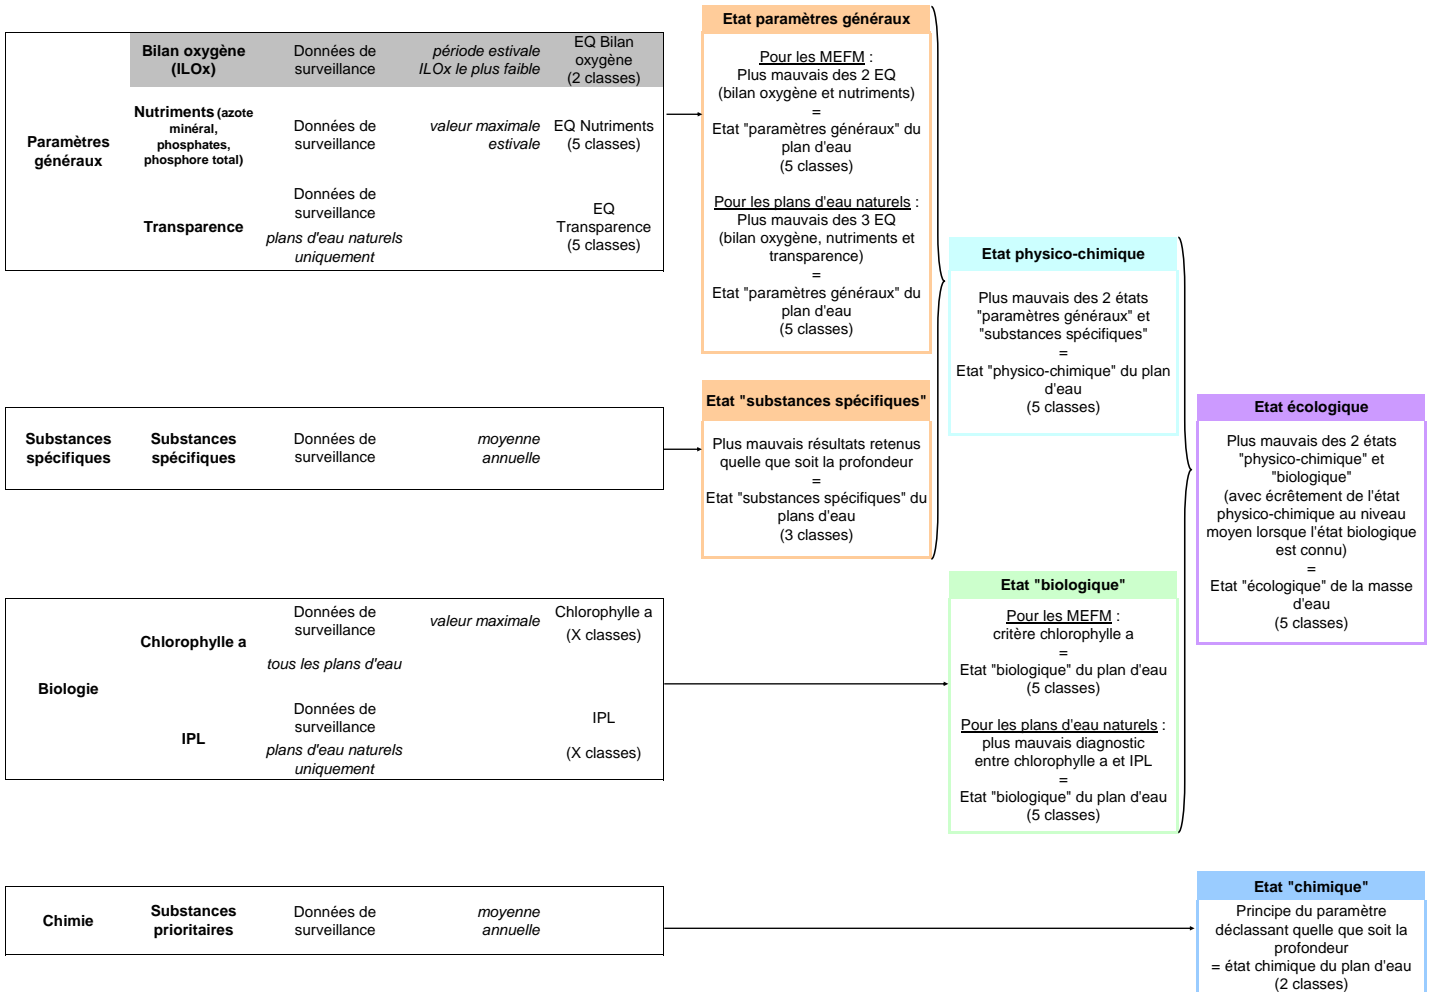 Paramètres
généraux
Bilan oxygène
(ILOx)
Données de
surveillance
période estivale
ILOx le plus faible
EQ Bilan
oxygène
(2 classes)
Nutriments (azote
minéral,
phosphates,
phosphore total)
Données de
surveillance
valeur maximale
estivale
EQ Nutriments
(5 classes)
Transparence
Données de
surveillance
plans d'eau naturels
uniquement
EQ
Transparence
(5 classes)
Etat paramètres généraux
Pour les MEFM :
Plus mauvais des 2 EQ
(bilan oxygène et nutriments)
=
Etat "paramètres généraux" du
plan d'eau
(5 classes)
Pour les plans d'eau naturels :
Plus mauvais des 3 EQ
(bilan oxygène, nutriments et
transparence)
=
Etat "paramètres généraux" du
plan d'eau
(5 classes)
Substances
spécifiques
Substances
spécifiques
Données de
surveillance
moyenne
annuelle
Etat "substances spécifiques"
Plus mauvais résultats retenus
quelle que soit la profondeur
=
Etat "substances spécifiques" du
plans d'eau
(3 classes)
Etat physico-chimique
Plus mauvais des 2 états
"paramètres généraux" et
"substances spécifiques"
=
Etat "physico-chimique" du plan
d'eau
(5 classes)
Biologie
Chlorophylle a
Données de
surveillance
tous les plans d'eau
valeur maximale
Chlorophylle a
(X classes)
IPL
Données de
surveillance
plans d'eau naturels
uniquement
IPL
(X classes)
Etat "biologique"
Pour les MEFM :
critère chlorophylle a
=
Etat "biologique" du plan d'eau
(5 classes)
Pour les plans d'eau naturels :
plus mauvais diagnostic
entre chlorophylle a et IPL
=
Etat "biologique" du plan d'eau
(5 classes)
Etat écologique
Plus mauvais des 2 états
"physico-chimique" et
"biologique"
(avec écrêtement de l'état
physico-chimique au niveau
moyen lorsque l'état biologique
est connu)
=
Etat "écologique" de la masse
d'eau
(5 classes)
Chimie
Substances
prioritaires
Données de
surveillance
moyenne
annuelle
Etat "chimique"
Principe du paramètre
déclassant quelle que soit la
profondeur
= état chimique du plan d'eau
(2 classes)